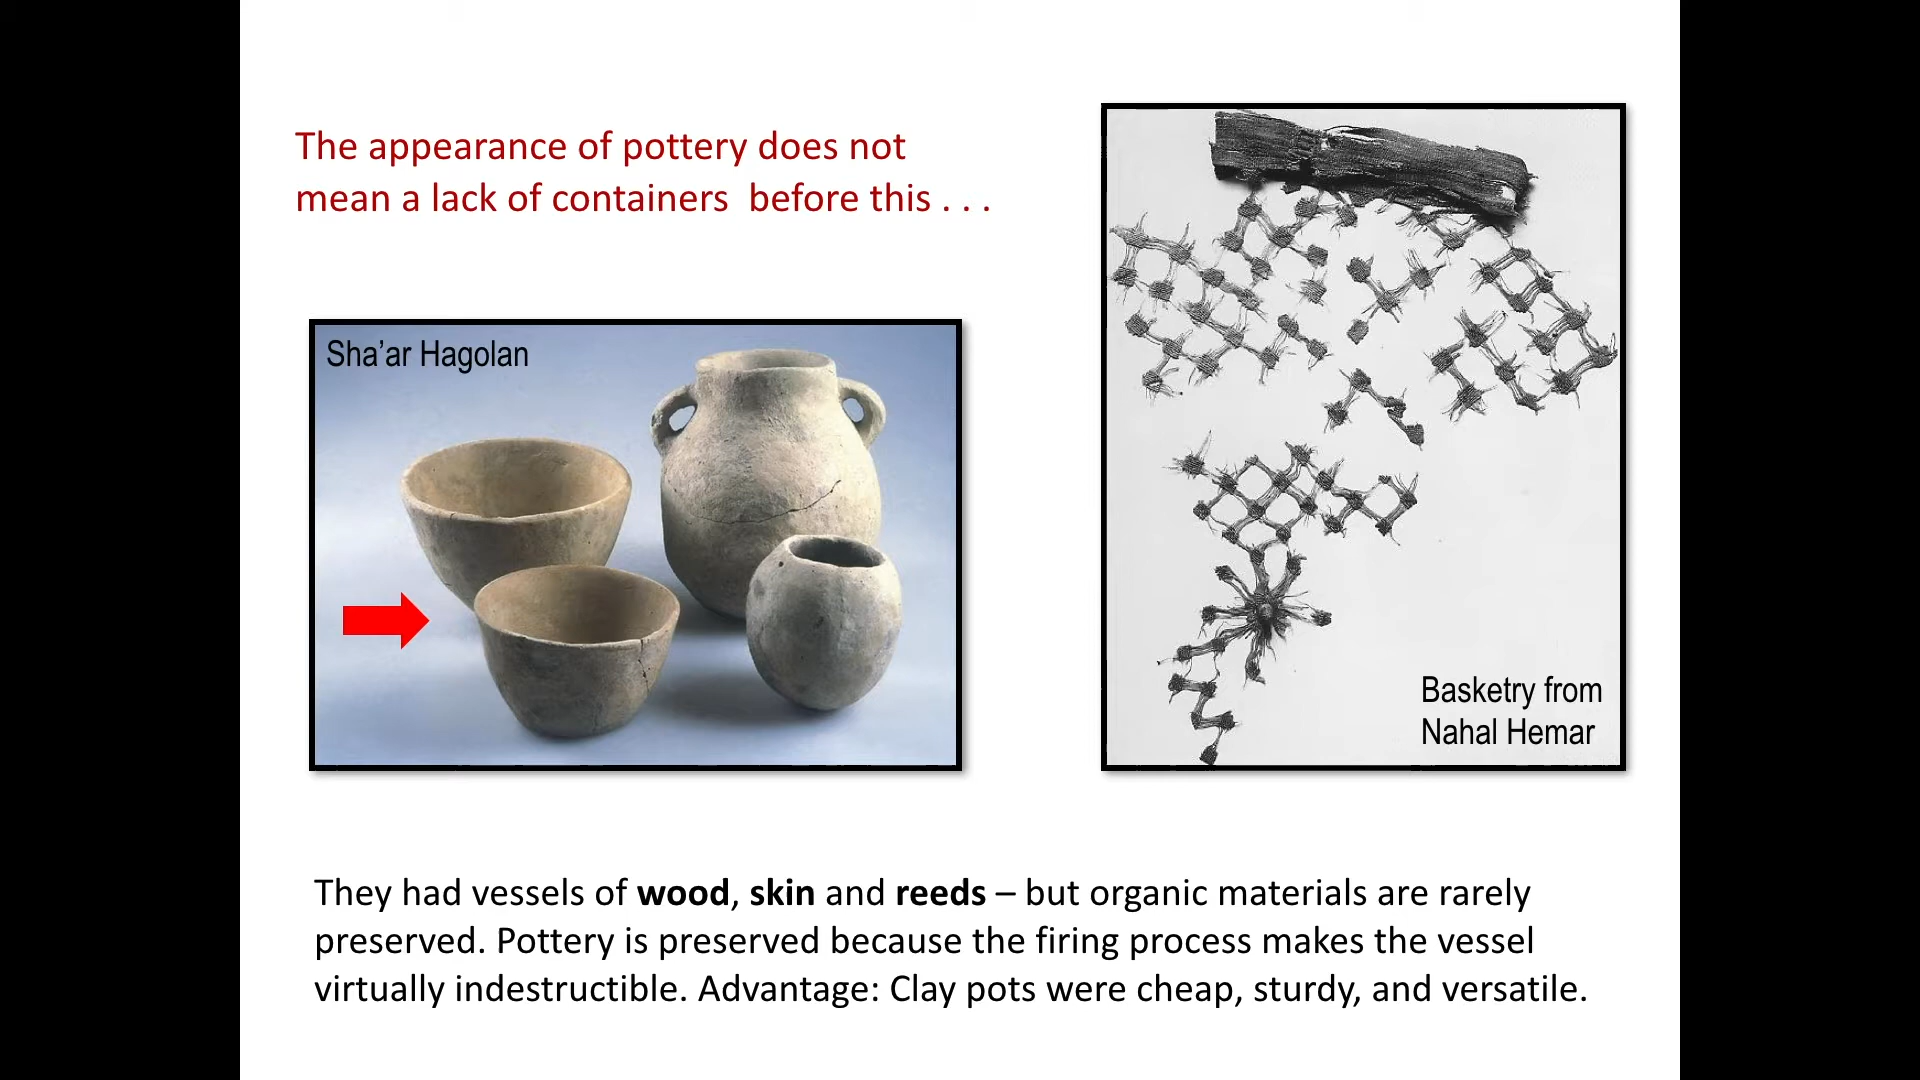 The appearance of pottery does not
mean a lack of containers  before this . . .
Sha’ar Hagolan
Basketry from
Nahal Hemar
They had vessels of wood, skin and reeds – but organic materials are rarely
preserved. Pottery is preserved because the firing process makes the vessel
virtually indestructible. Advantage: Clay pots were cheap, sturdy, and versatile.